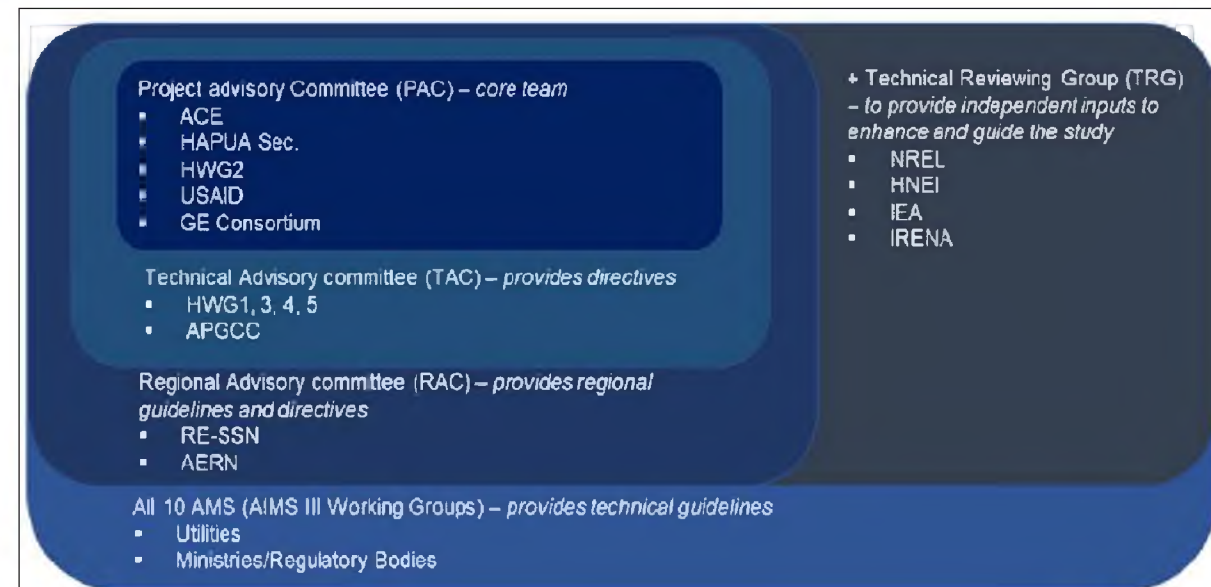 Project advisory Committee (PAC) – core team
▪ ACE
▪ HAPUA Sec.
▪ HWG2
▪ USAID
▪ GE Consortium
Technical Advisory committee (TAC) – provides directives
▪ HWG1, 3, 4, 5
▪ APGCC
Regional Advisory committee (RAC) – provides regional
guidelines and directives
▪ RE-SSN
▪ AERN
All 10 AMS (AIMS III Working Groups) – provides technical guidelines
▪ Utilities
▪ Ministries/Regulatory Bodies
+ Technical Reviewing Group (TRG)
– to provide independent inputs to
enhance and guide the study
▪ NREL
▪ HNEI
▪ IEA
▪ IRENA